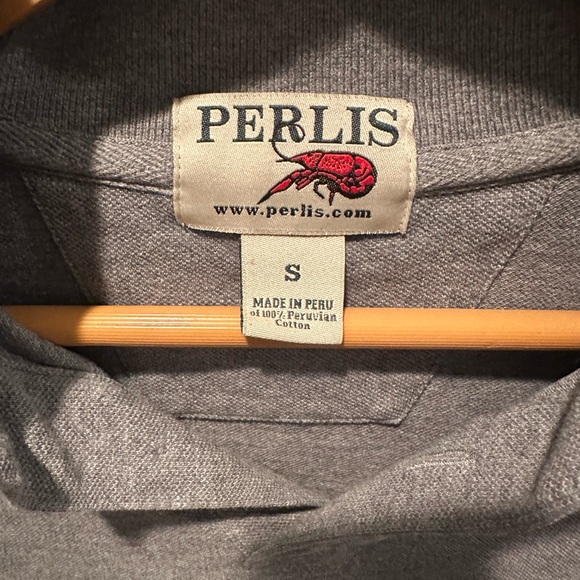 PERLIS
www.perlis.com
S
MADE IN PERU
of 100% Peruvian
Cotton